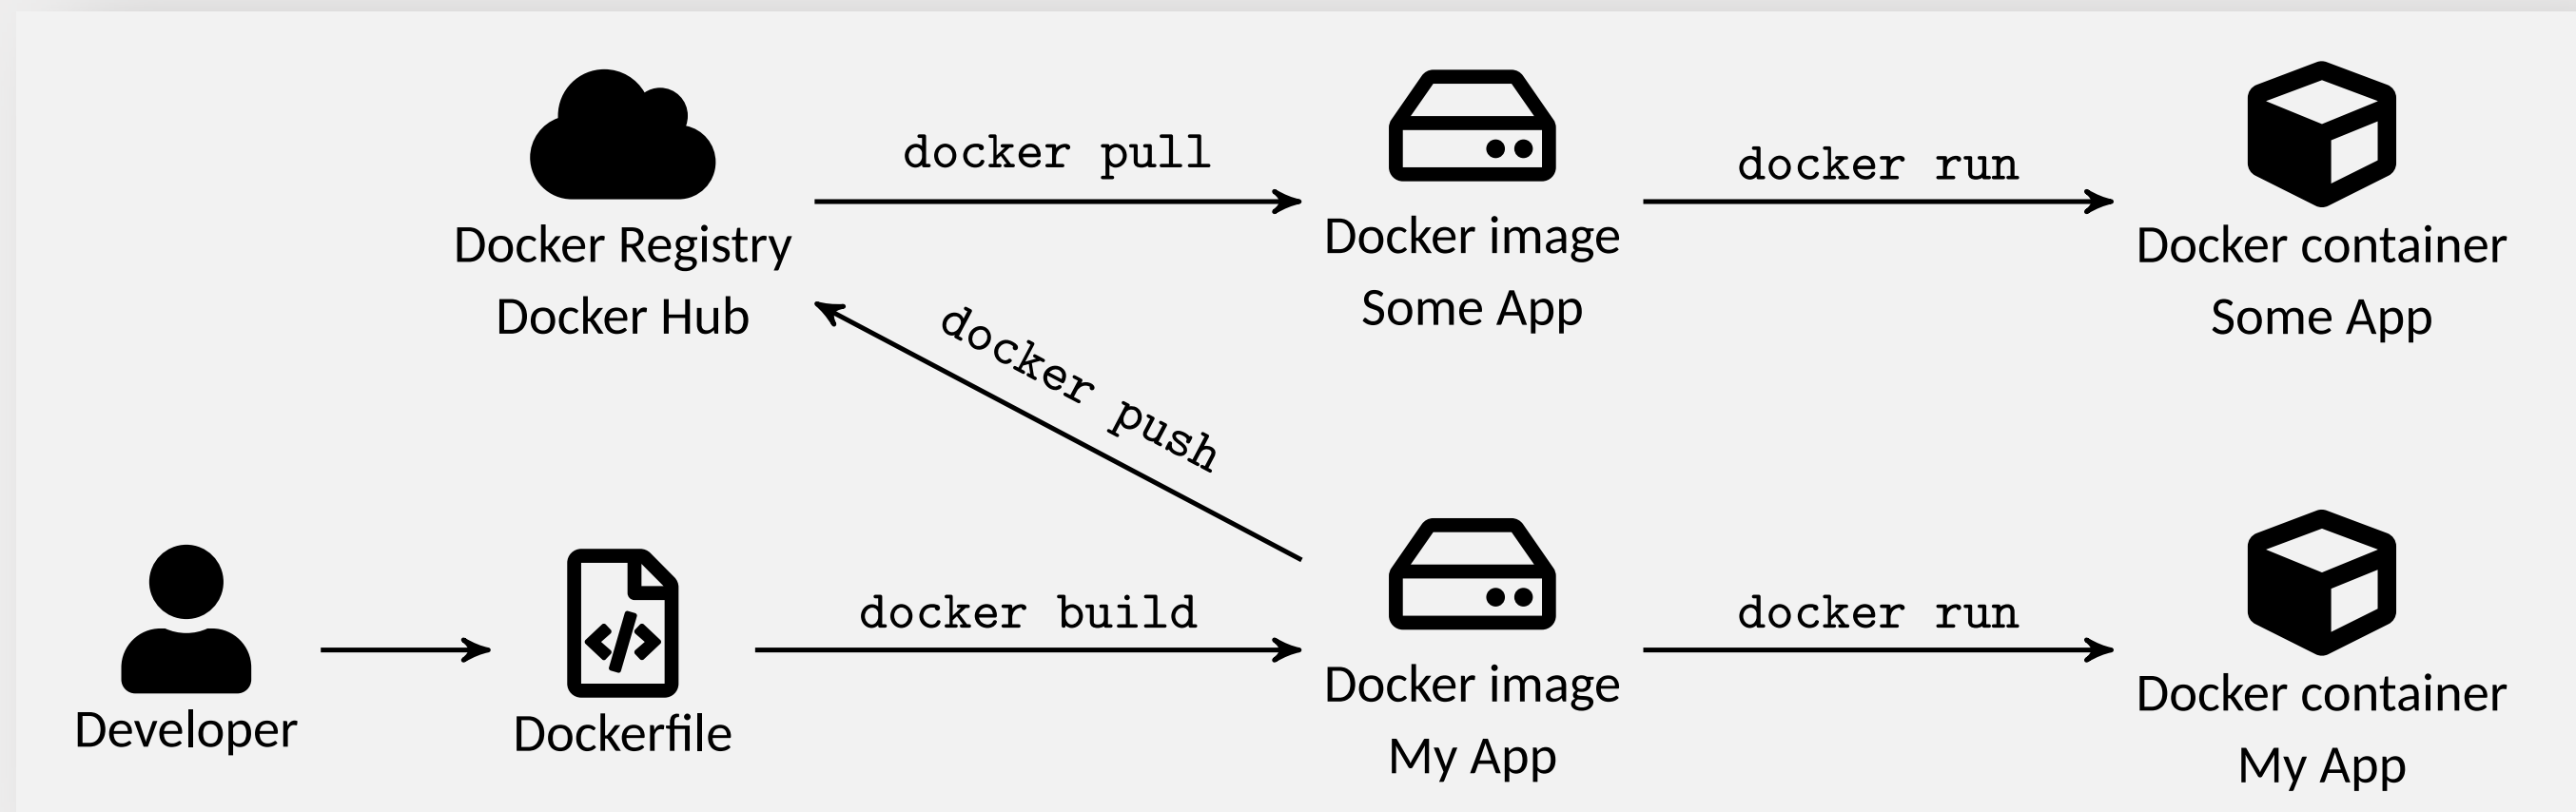 docker pull
docker run
Docker Registry
Docker Hub
Docker image
Some App
Docker container
Some App
docker push
docker build
docker run
Developer
Dockerfile
Docker image
My App
Docker container
My App